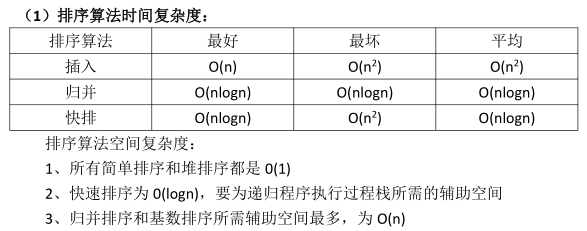 （1）排序算法时间复杂度：
排序算法 最好 最坏 平均
插入 O(n) O(n²) O(n²)
归并 O(nlogn) O(nlogn) O(nlogn)
快排 O(nlogn) O(n²) O(nlogn)
排序算法空间复杂度：
1、所有简单排序和堆排序都是 0(1)
2、快速排序为 0(logn)，要为递归程序执行过程栈所需的辅助空间
3、归并排序和基数排序所需辅助空间最多，为 O(n)